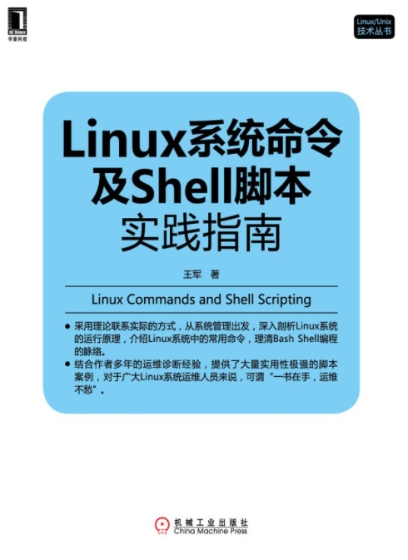 华章科技
Linux/Unix
技术丛书
Linux系统命令
及Shell脚本
实践指南
王军 著
Linux Commands and Shell Scripting
● 采用理论联系实际的方式，从系统管理出发，深入剖析Linux系统
的运行原理，介绍Linux系统中的常用命令，理清Bash Shell编程
的脉络。
● 结合作者多年的运维诊断经验，提供了大量实用性极强的脚本
案例，对于广大Linux系统运维人员来说，可谓“一书在手，运维
不愁”。
机械工业出版社
China Machine Press